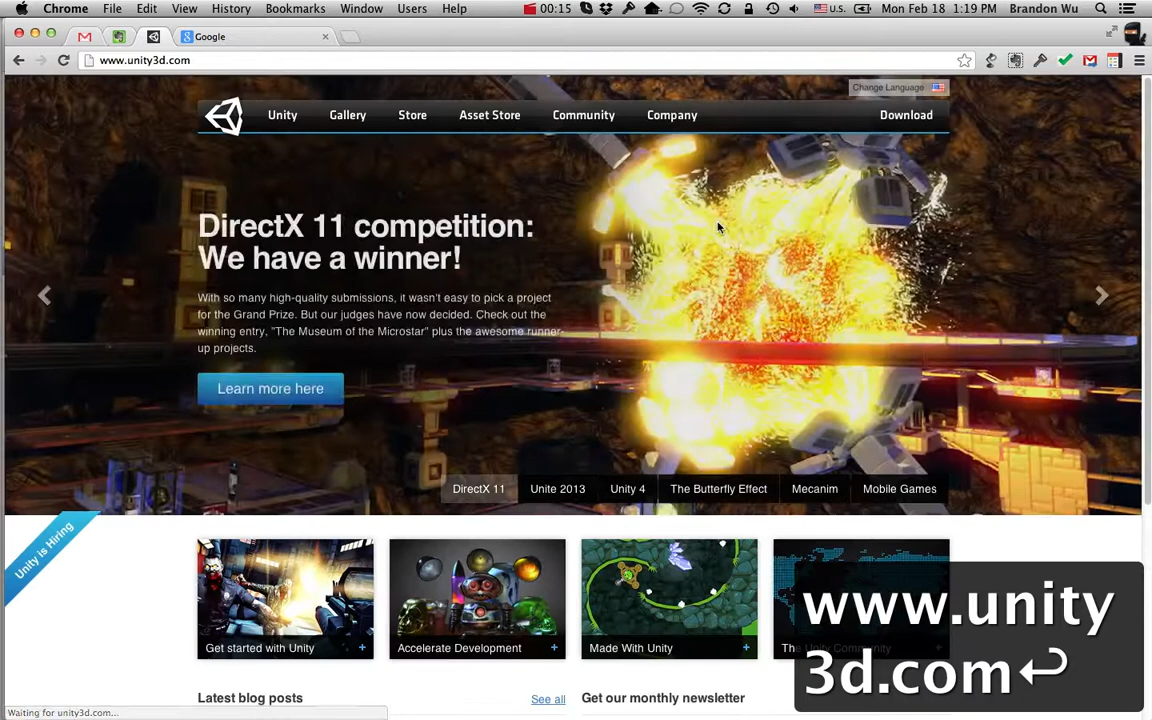 Chrome File Edit View History Bookmarks Window Users Help 00:15 U.S. Mon Feb 18 1:19 PM Brandon Wu
Google
www.unity3d.com
Change Language
Unity Gallery Store Asset Store Community Company Download
DirectX 11 competition:
We have a winner!
With so many high-quality submissions, it wasn't easy to pick a project
for the Grand Prize. But our judges have now decided. Check out the
winning entry, "The Museum of the Microstar" plus the awesome runner-
up projects.
Learn more here
DirectX 11 Unite 2013 Unity 4 The Butterfly Effect Mecanim Mobile Games
Unity is Hiring
Get started with Unity + Accelerate Development + Made With Unity + The Unity Community +
www.unity
3d.com↩
Latest blog posts See all Get our monthly newsletter
Waiting for unity3d.com...